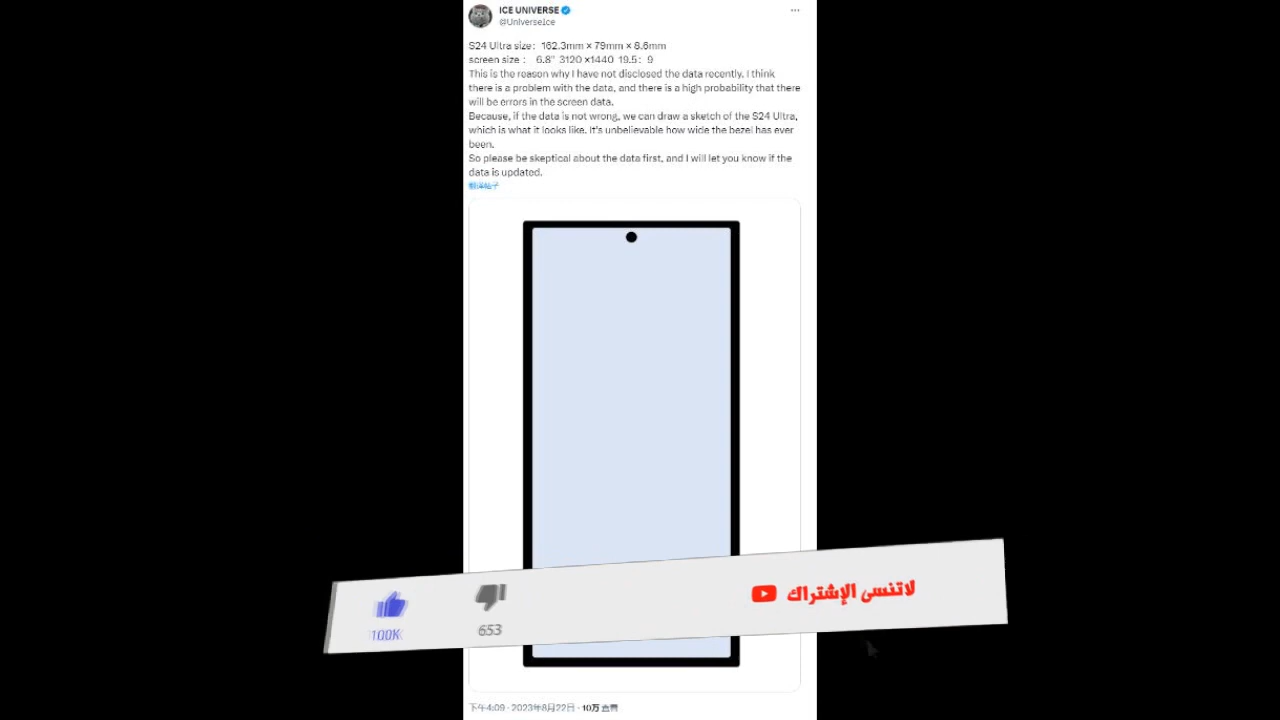 ICE UNIVERSE
@UniverseIce
S24 Ultra size：162.3mm × 79mm × 8.6mm
screen size： 6.8" 3120 ×1440 19.5：9
This is the reason why I have not disclosed the data recently. I think
there is a problem with the data, and there is a high probability that there
will be errors in the screen data.
Because, if the data is not wrong, we can draw a sketch of the S24 Ultra,
which is what it looks like. It's unbelievable how wide the bezel has ever
been.
So please be skeptical about the data first, and I will let you know if the
data is updated.
翻译帖子
100K
653
لاتنسى الإشتراك
下午4:09 · 2023年8月22日 · 10万 查看